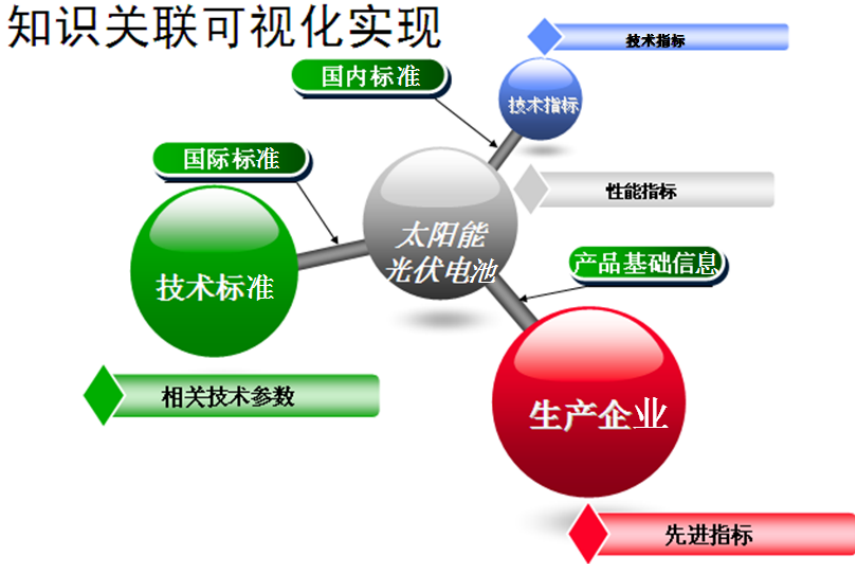 知识关联可视化实现
技术指标
国内标准
技术指标
国际标准
性能指标
太阳能
光伏电池
产品基础信息
技术标准
相关技术参数
生产企业
先进指标